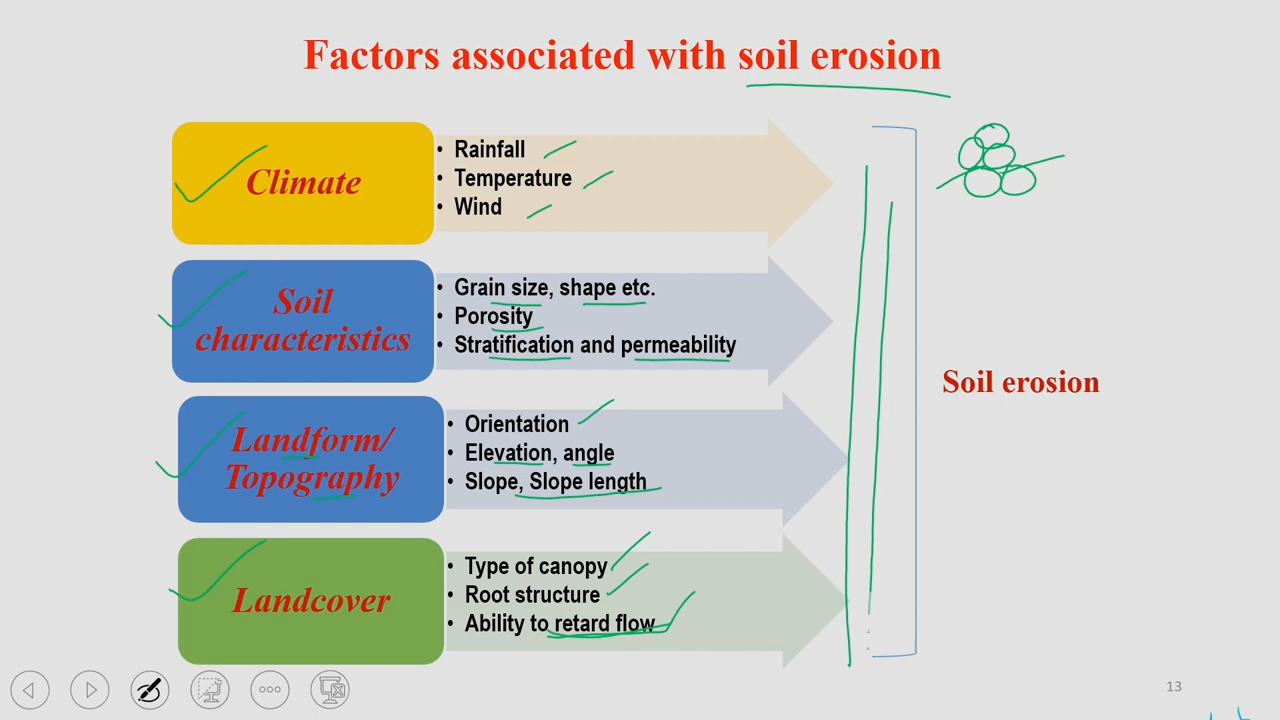 Factors associated with soil erosion
Climate
• Rainfall
• Temperature
• Wind
Soil
characteristics
• Grain size, shape etc.
• Porosity
• Stratification and permeability
Landform/
Topography
• Orientation
• Elevation, angle
• Slope, Slope length
Landcover
• Type of canopy
• Root structure
• Ability to retard flow
Soil erosion
13